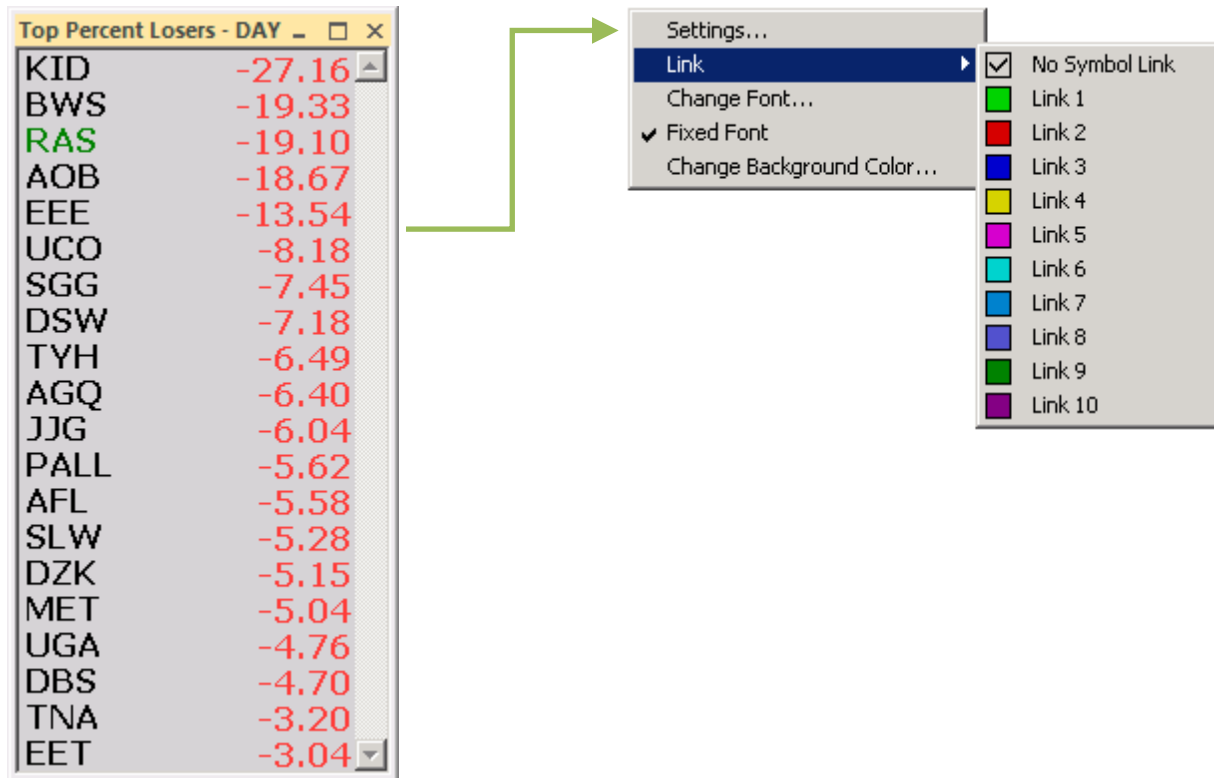 Top Percent Losers - DAY
KID -27.16
BWS -19.33
RAS -19.10
AOB -18.67
EEE -13.54
UCO -8.18
SGG -7.45
DSW -7.18
TYH -6.49
AGQ -6.40
JJG -6.04
PALL -5.62
AFL -5.58
SLW -5.28
DZK -5.15
MET -5.04
UGA -4.76
DBS -4.70
TNA -3.20
EET -3.04
Settings...
Link
Change Font...
Fixed Font
Change Background Color...
No Symbol Link
Link 1
Link 2
Link 3
Link 4
Link 5
Link 6
Link 7
Link 8
Link 9
Link 10